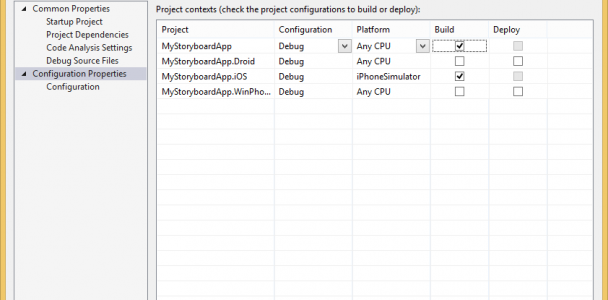 Common Properties
Startup Project
Project Dependencies
Code Analysis Settings
Debug Source Files
Configuration Properties
Configuration
Project contexts (check the project configurations to build or deploy):
Project Configuration Platform Build Deploy
MyStoryboardApp Debug Any CPU
MyStoryboardApp.Droid Debug Any CPU
MyStoryboardApp.iOS Debug iPhoneSimulator
MyStoryboardApp.WinPho... Debug Any CPU